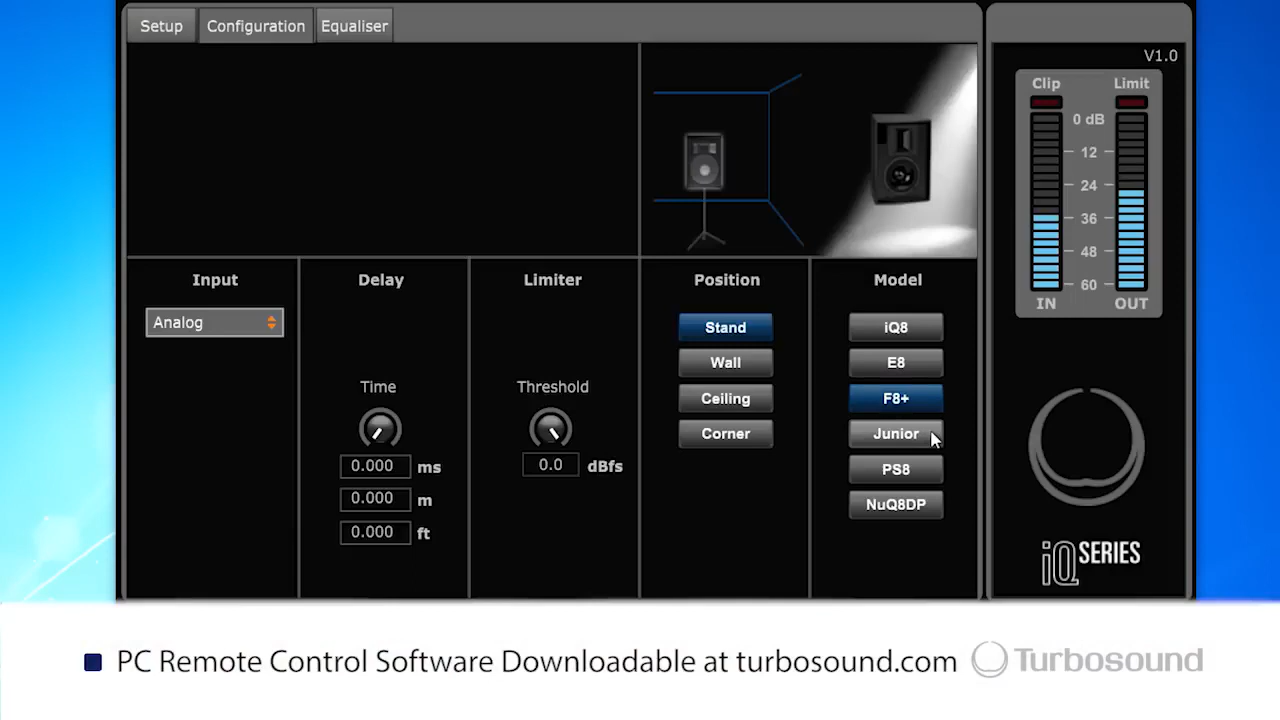 Setup
Configuration
Equaliser
V1.0
Clip
Limit
0 dB
12
24
36
48
60
IN
OUT
Input
Analog
Delay
Time
0.000 ms
0.000 m
0.000 ft
Limiter
Threshold
0.0 dBfs
Position
Stand
Wall
Ceiling
Corner
Model
iQ8
E8
F8+
Junior
PS8
NuQ8DP
iQ SERIES
PC Remote Control Software Downloadable at turbosound.com
Turbosound